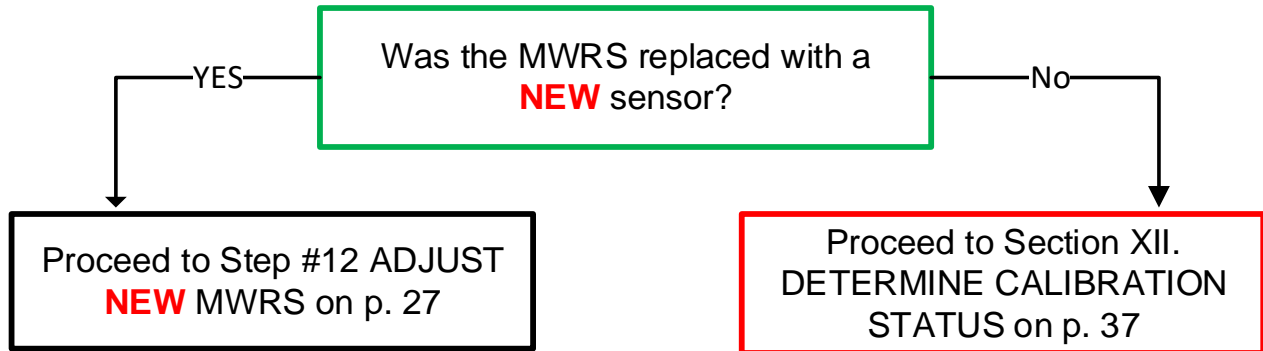 Was the MWRS replaced with a
NEW sensor?
YES
No
Proceed to Step #12 ADJUST
NEW MWRS on p. 27
Proceed to Section XII.
DETERMINE CALIBRATION
STATUS on p. 37